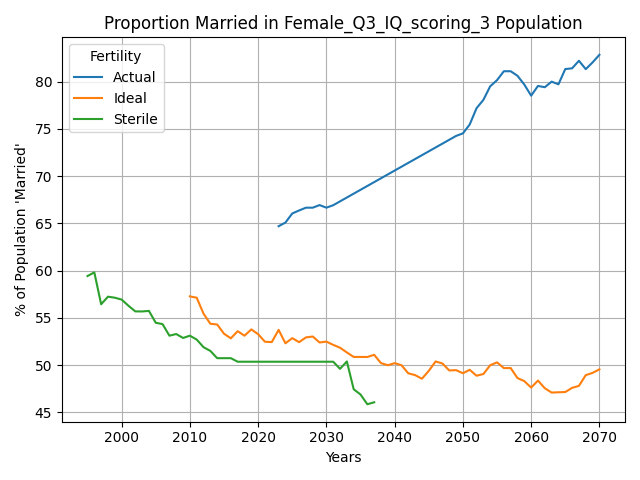 Proportion Married in Female_Q3_IQ_scoring_3 Population
Fertility
Actual
Ideal
Sterile
% of Population 'Married'
80
75
70
65
60
55
50
45
2000
2010
2020
2030
2040
2050
2060
2070
Years